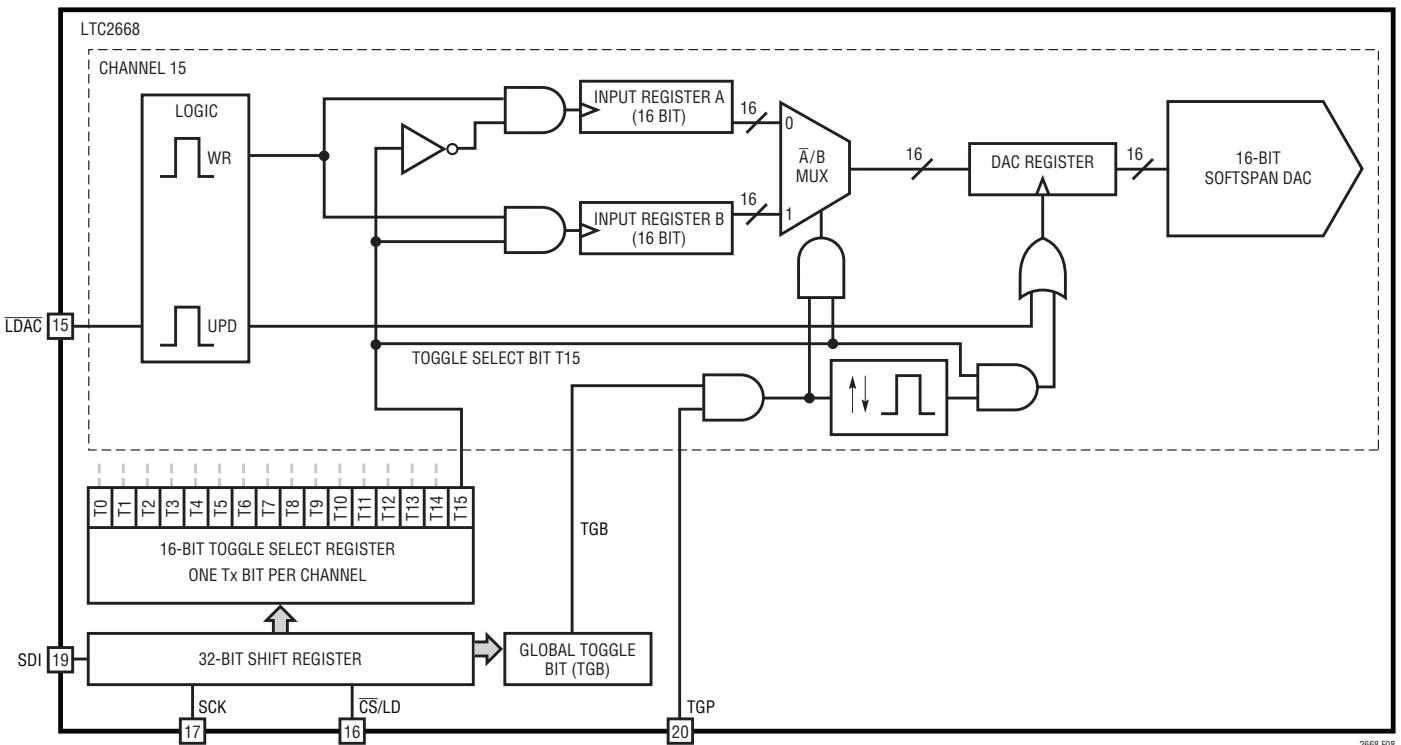 LTC2668
CHANNEL 15
LOGIC
WR
UPD
INPUT REGISTER A
(16 BIT)
16
0
INPUT REGISTER B
(16 BIT)
16
1
A̅/B
MUX
16
DAC REGISTER
16
16-BIT
SOFTSPAN DAC
L̅D̅A̅C̅
15
TOGGLE SELECT BIT T15
T0
T1
T2
T3
T4
T5
T6
T7
T8
T9
T10
T11
T12
T13
T14
T15
16-BIT TOGGLE SELECT REGISTER
ONE Tx BIT PER CHANNEL
TGB
SDI
19
32-BIT SHIFT REGISTER
GLOBAL TOGGLE
BIT (TGB)
SCK
17
C̅S̅/LD
16
TGP
20
2668 F08